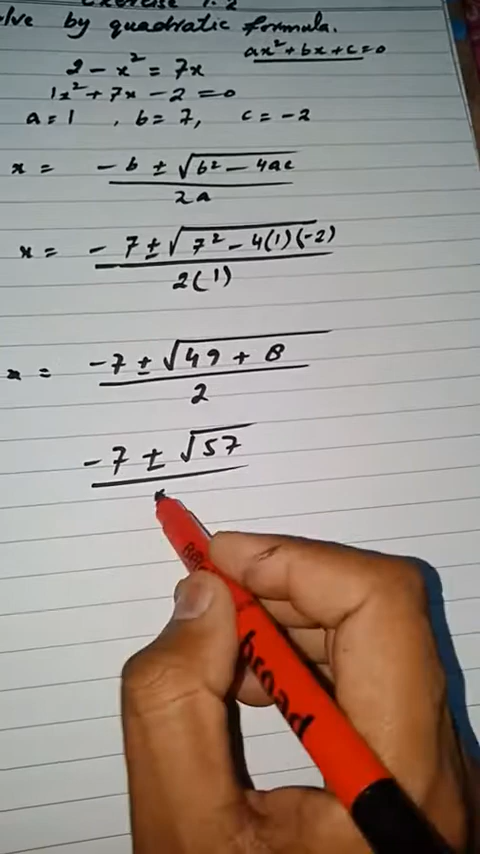 by quadratic formula.
ax² + bx + c = 0
2 - x² = 7x
1x² + 7x - 2 = 0
a = 1 , b = 7, c = -2
x = -b ± √b² - 4ac / 2a
x = -7 ± √7² - 4(1)(-2) / 2(1)
x = -7 ± √49 + 8 / 2
-7 ± √57
broad